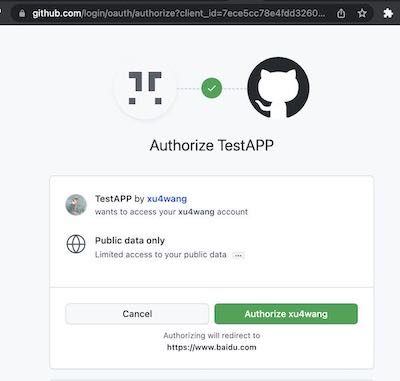 github.com/login/oauth/authorize?client_id=7ece5cc78e4fdd3260...
Authorize TestAPP
TestAPP by xu4wang
wants to access your xu4wang account
Public data only
Limited access to your public data ...
Cancel
Authorize xu4wang
Authorizing will redirect to
https://www.baidu.com